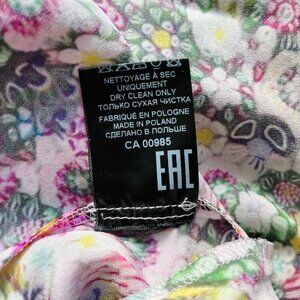 NETTOYAGE À SEC
UNIQUEMENT
DRY CLEAN ONLY
ТОЛЬКО СУХАЯ ЧИСТКА
FABRIQUÉ EN POLOGNE
MADE IN POLAND
СДЕЛАНО В ПОЛЬШЕ
CA 00985
EAC